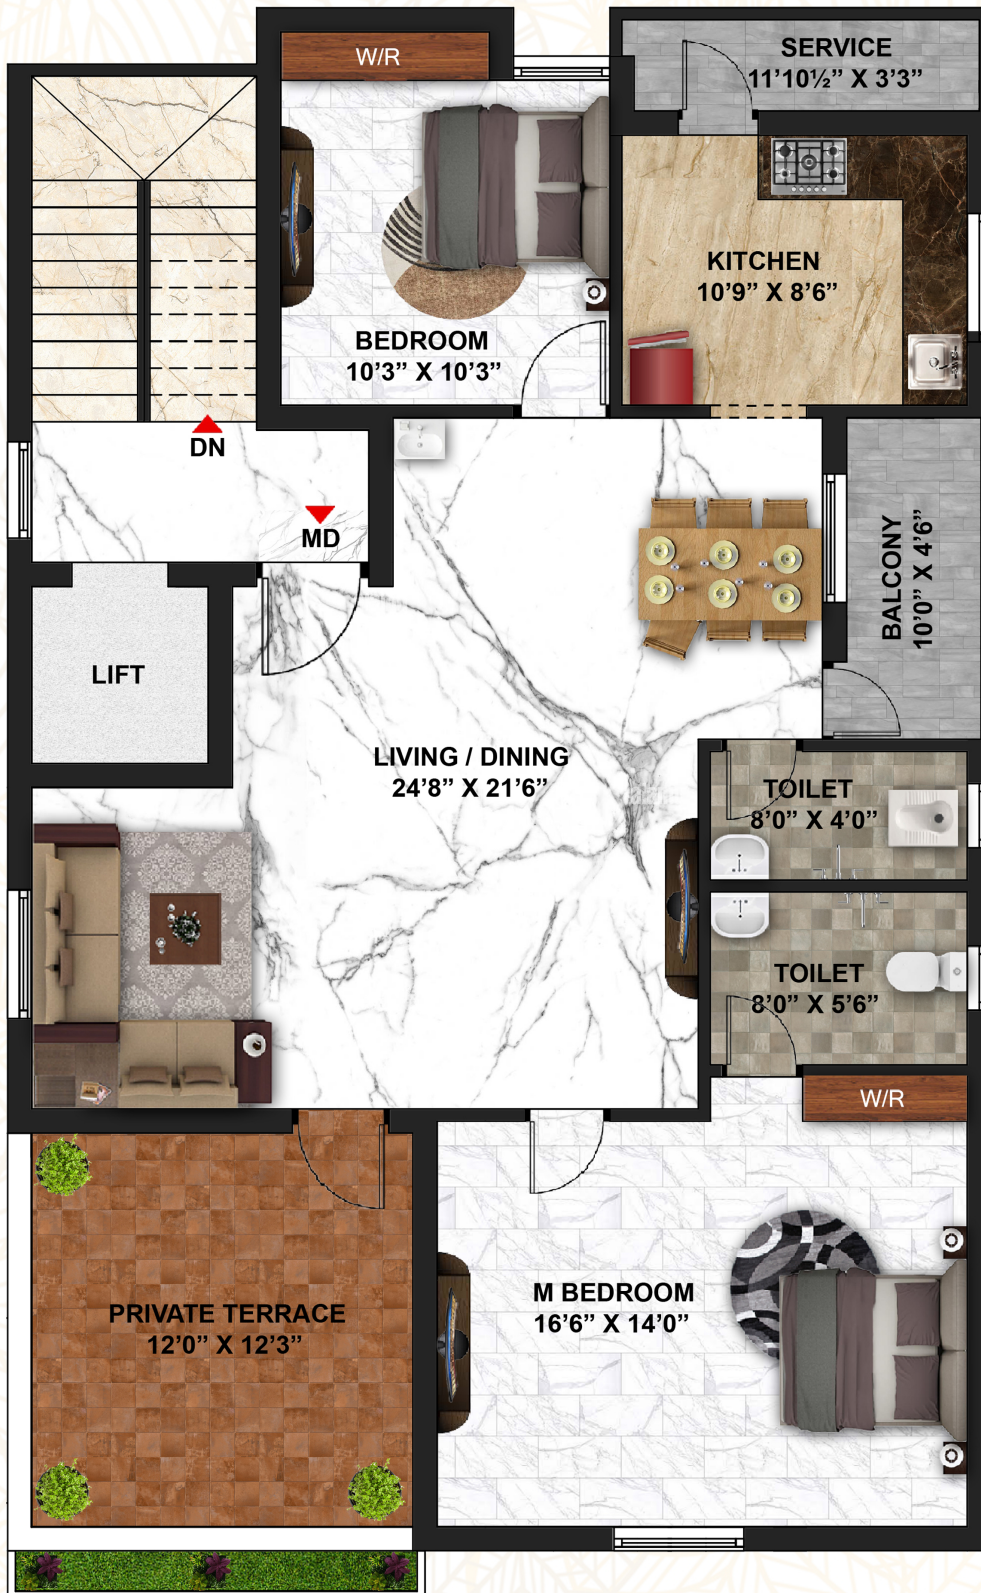 W/R
SERVICE
11’10½” X 3’3”
KITCHEN
10’9” X 8’6”
BEDROOM
10’3” X 10’3”
DN
MD
BALCONY
10’0” X 4’6”
LIFT
LIVING / DINING
24’8” X 21’6”
TOILET
8’0” X 4’0”
TOILET
8’0” X 5’6”
W/R
M BEDROOM
16’6” X 14’0”
PRIVATE TERRACE
12’0” X 12’3”